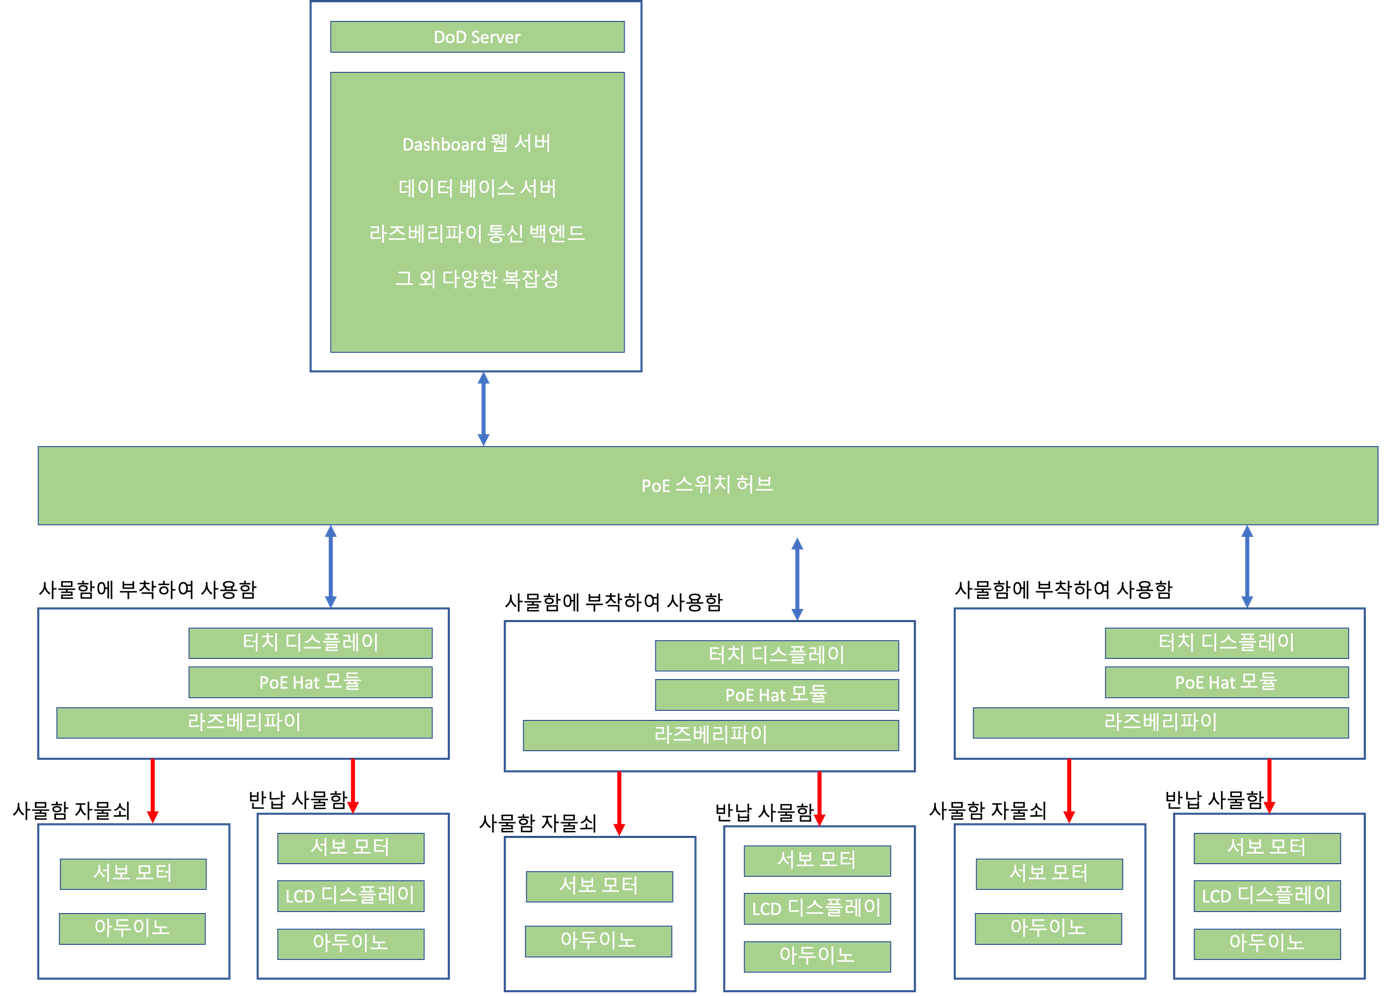 DoD Server
Dashboard 웹 서버
데이터 베이스 서버
라즈베리파이 통신 백엔드
그 외 다양한 복잡성
PoE 스위치 허브
사물함에 부착하여 사용함
터치 디스플레이
PoE Hat 모듈
라즈베리파이
사물함 자물쇠
서보 모터
아두이노
반납 사물함
서보 모터
LCD 디스플레이
아두이노
사물함에 부착하여 사용함
터치 디스플레이
PoE Hat 모듈
라즈베리파이
사물함 자물쇠
서보 모터
아두이노
반납 사물함
서보 모터
LCD 디스플레이
아두이노
사물함에 부착하여 사용함
터치 디스플레이
PoE Hat 모듈
라즈베리파이
사물함 자물쇠
서보 모터
아두이노
반납 사물함
서보 모터
LCD 디스플레이
아두이노